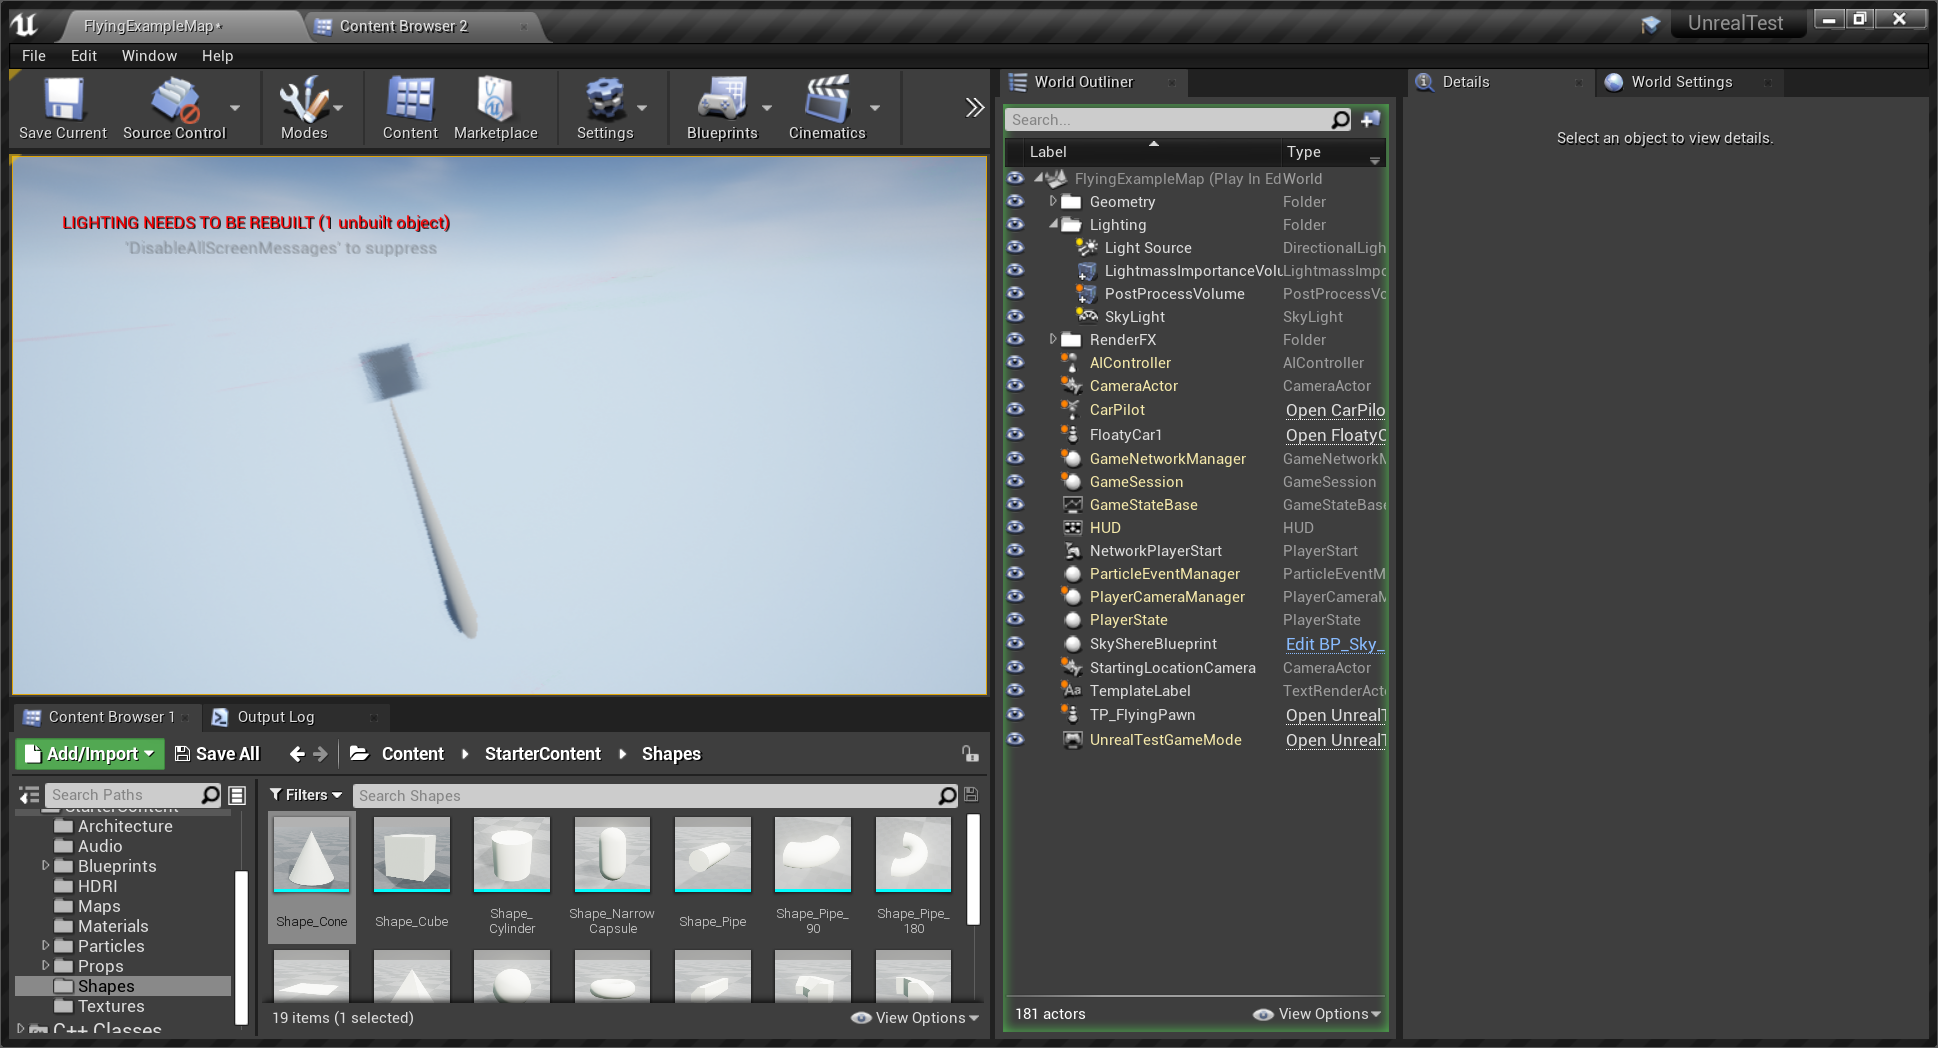 FlyingExampleMap*
Content Browser 2
UnrealTest
File Edit Window Help
Save Current
Source Control
Modes
Content
Marketplace
Settings
Blueprints
Cinematics
LIGHTING NEEDS TO BE REBUILT (1 unbuilt object)
'DisableAllScreenMessages' to suppress
World Outliner
Search...
Label Type
FlyingExampleMap (Play In Ed World
Geometry Folder
Lighting Folder
Light Source DirectionalLigh
LightmassImportanceVolu LightmassImpo
PostProcessVolume PostProcessVo
SkyLight SkyLight
RenderFX Folder
AIController AIController
CameraActor CameraActor
CarPilot Open CarPilo
FloatyCar1 Open FloatyC
GameNetworkManager GameNetworkM
GameSession GameSession
GameStateBase GameStateBase
HUD HUD
NetworkPlayerStart PlayerStart
ParticleEventManager ParticleEventM
PlayerCameraManager PlayerCameraM
PlayerState PlayerState
SkyShereBlueprint Edit BP_Sky_
StartingLocationCamera CameraActor
TemplateLabel TextRenderActo
TP_FlyingPawn Open UnrealT
UnrealTestGameMode Open UnrealT
181 actors View Options
Details
World Settings
Select an object to view details.
Content Browser 1
Output Log
Add/Import Save All Content StarterContent Shapes
Search Paths
StarterContent
Architecture
Audio
Blueprints
HDRI
Maps
Materials
Particles
Props
Shapes
Textures
C++ Classes
Filters Search Shapes
Shape_Cone
Shape_Cube
Shape_
Cylinder
Shape_Narrow
Capsule
Shape_Pipe
Shape_Pipe_
90
Shape_Pipe_
180
19 items (1 selected) View Options